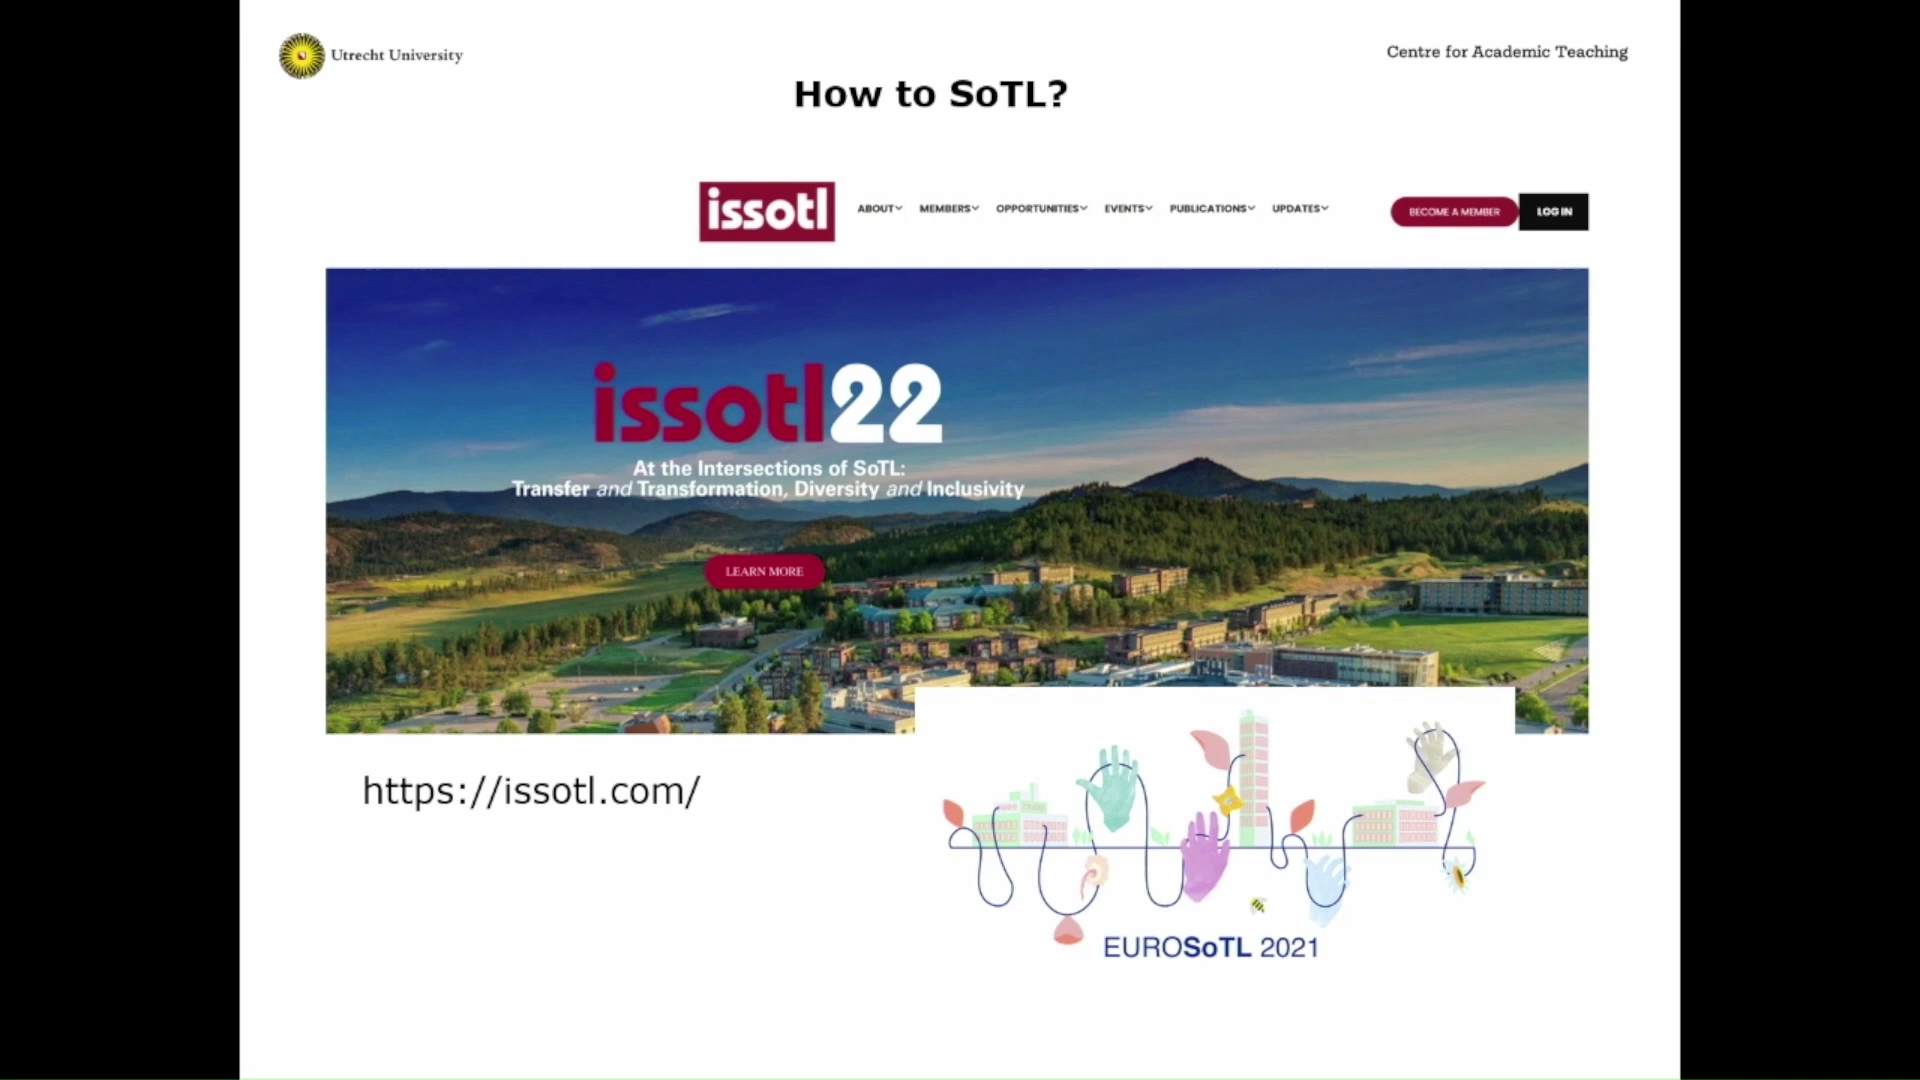 Utrecht University
Centre for Academic Teaching
How to SoTL?
issotl
ABOUT
MEMBERS
OPPORTUNITIES
EVENTS
PUBLICATIONS
UPDATES
BECOME A MEMBER
LOG IN
issotl22
At the Intersections of SoTL:
Transfer and Transformation, Diversity and Inclusivity
LEARN MORE
https://issotl.com/
EUROSoTL 2021